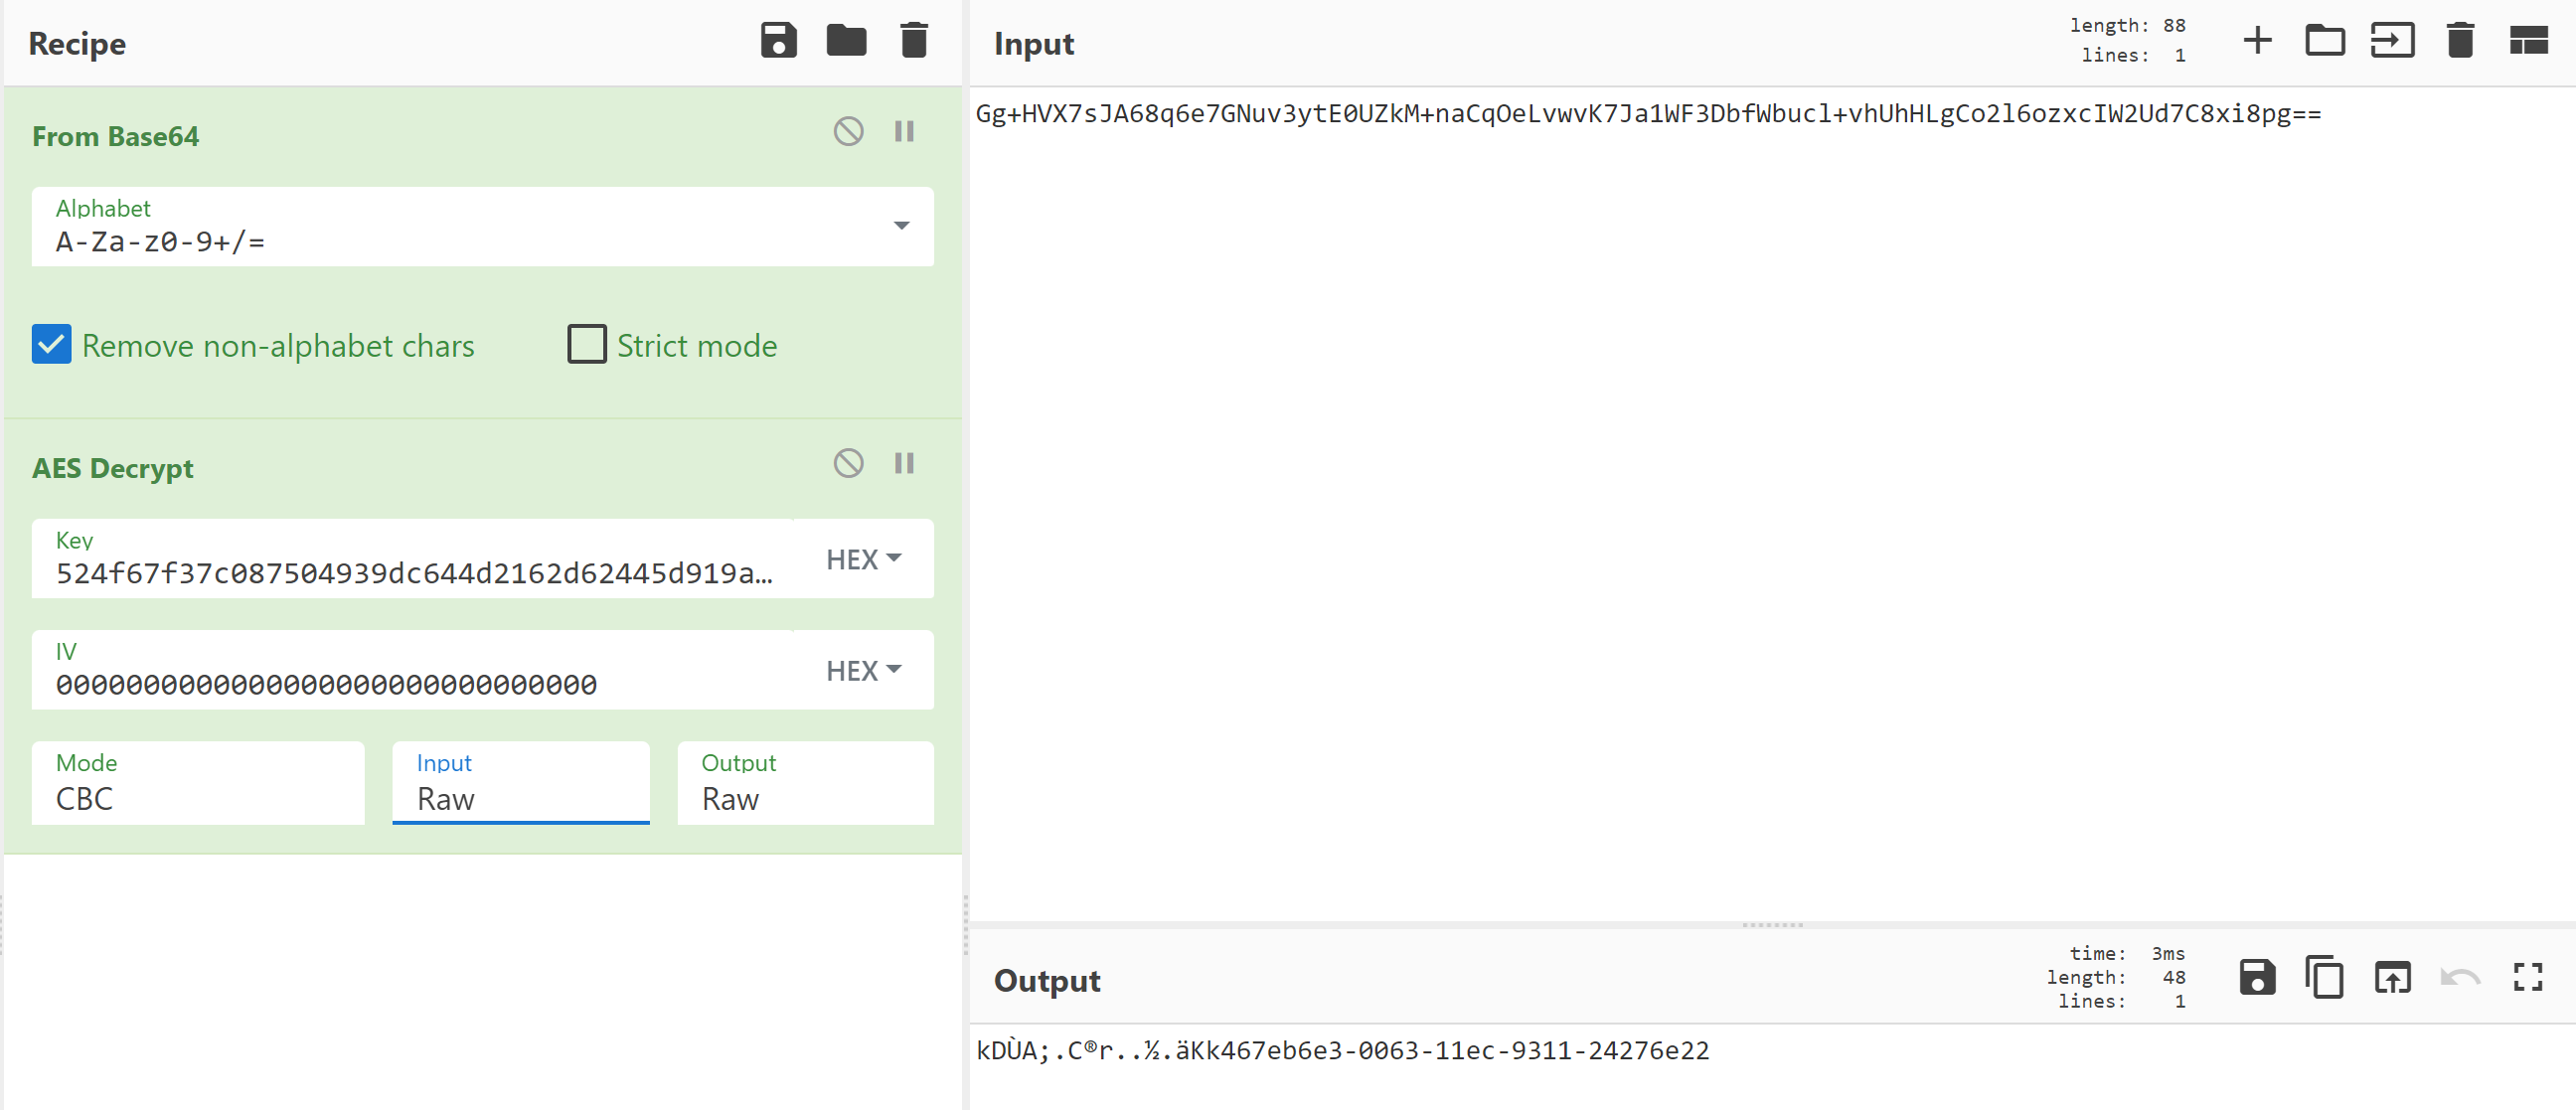 Recipe
From Base64
Alphabet
A-Za-z0-9+/=
Remove non-alphabet chars
Strict mode
AES Decrypt
Key
524f67f37c087504939dc644d2162d62445d919a…
HEX
IV
00000000000000000000000000000000
HEX
Mode
CBC
Input
Raw
Output
Raw
Input
length: 88
lines: 1
Gg+HVX7sJA68q6e7GNuv3ytE0UZkM+naCqOeLvwvK7Ja1WF3DbfWbucl+vhUhHLgCo2l6ozxcIW2Ud7C8xi8pg==
Output
time: 3ms
length: 48
lines: 1
kDÙA;.C®r..½.äKk467eb6e3-0063-11ec-9311-24276e22